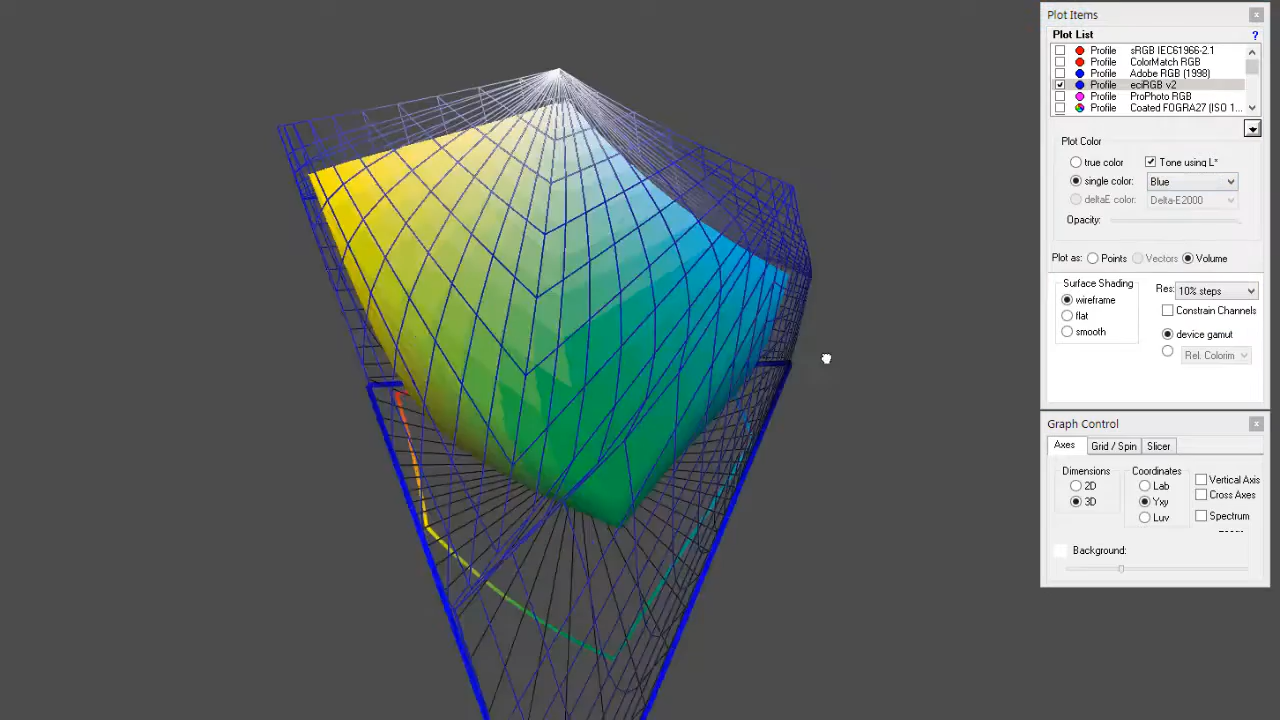 Plot Items
x
Plot List
?
Profile sRGB IEC61966-2.1
Profile ColorMatch RGB
Profile Adobe RGB (1998)
Profile eciRGB v2
Profile ProPhoto RGB
Profile Coated FOGRA27 (ISO 1...
Plot Color
true color
Tone using L*
single color:
Blue
deltaE color:
Delta-E2000
Opacity:
Plot as:
Points
Vectors
Volume
Surface Shading
wireframe
flat
smooth
Res:
10% steps
Constrain Channels
device gamut
Rel. Colorim
Graph Control
x
Axes
Grid / Spin
Slicer
Dimensions
2D
3D
Coordinates
Lab
Yxy
Luv
Vertical Axis
Cross Axes
Spectrum
Background: